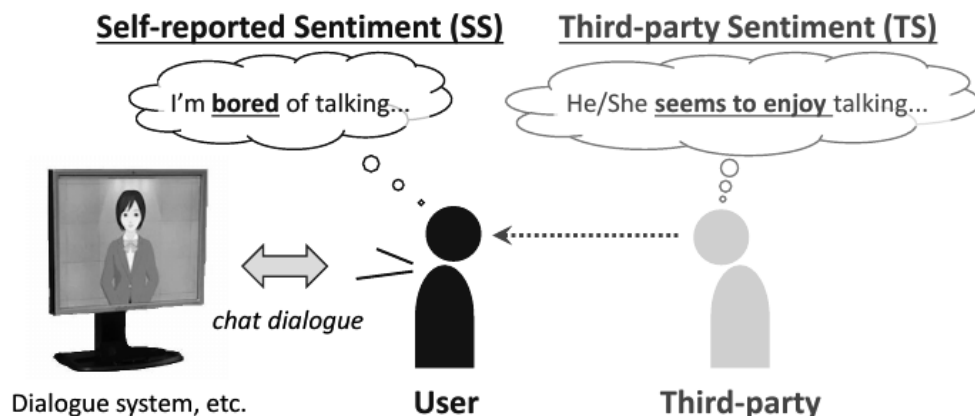 Self-reported Sentiment (SS)
Third-party Sentiment (TS)
I'm bored of talking...
He/She seems to enjoy talking...
chat dialogue
Dialogue system, etc.
User
Third-party